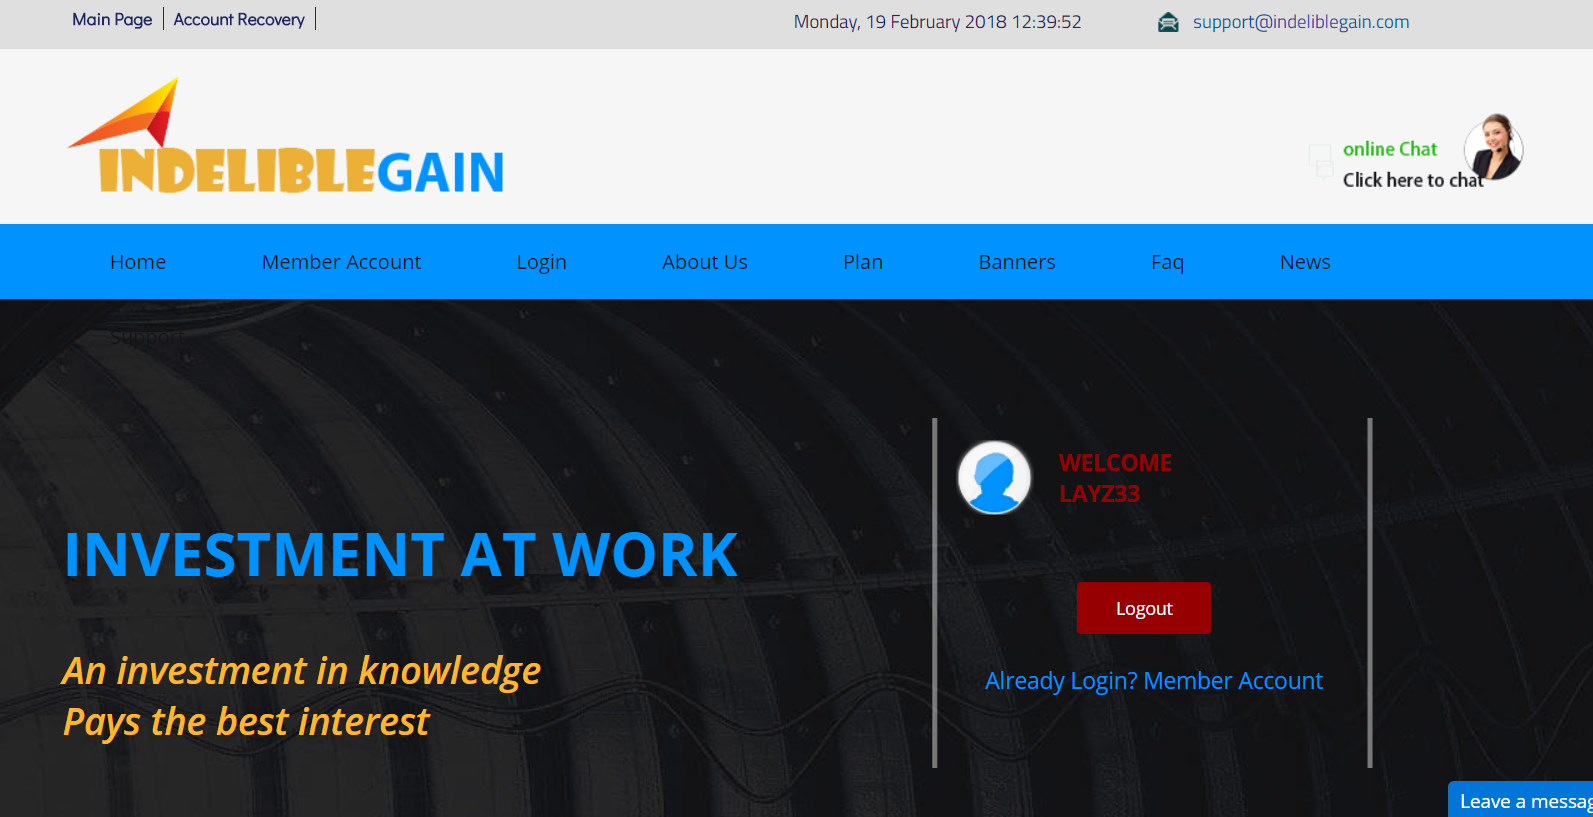 Main Page
Account Recovery
Monday, 19 February 2018 12:39:52
support@indeliblegain.com
INDELIBLEGAIN
online Chat
Click here to chat
Home
Member Account
Login
About Us
Plan
Banners
Faq
News
Support
WELCOME
LAYZ33
INVESTMENT AT WORK
Logout
An investment in knowledge
Pays the best interest
Already Login? Member Account
Leave a messag